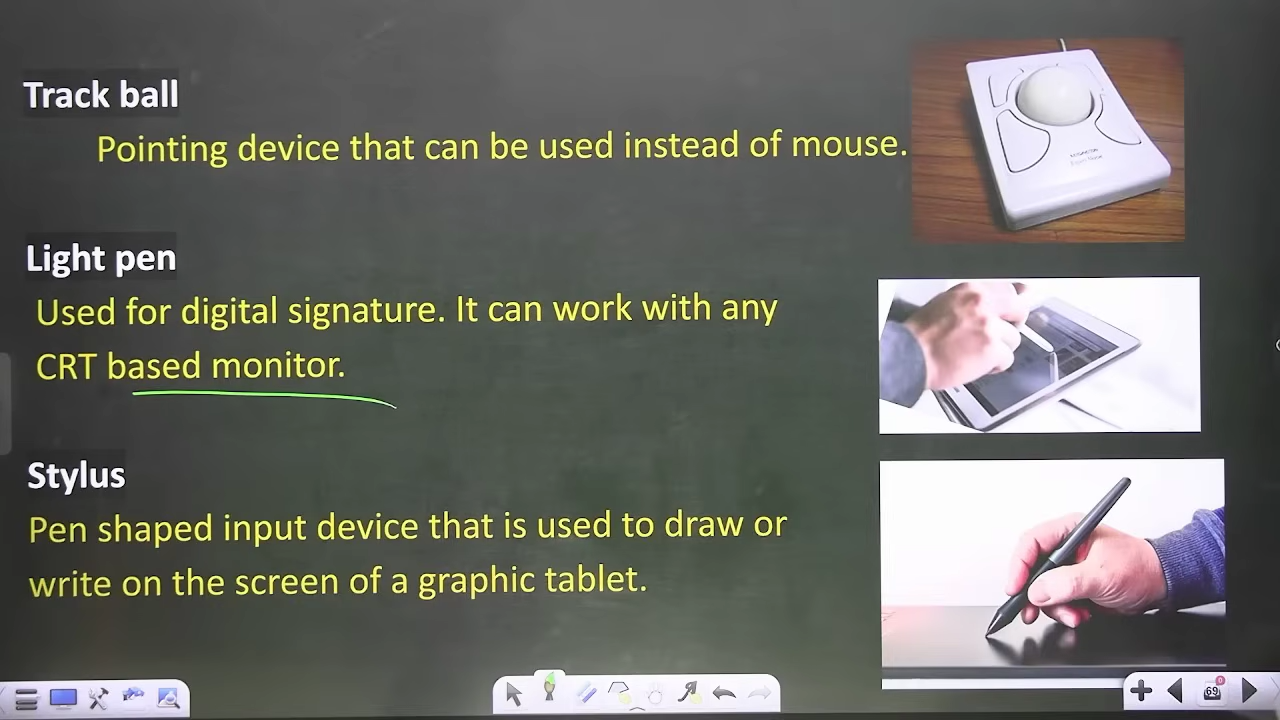 Track ball
Pointing device that can be used instead of mouse.
Light pen
Used for digital signature. It can work with any
CRT based monitor.
Stylus
Pen shaped input device that is used to draw or
write on the screen of a graphic tablet.
69
0